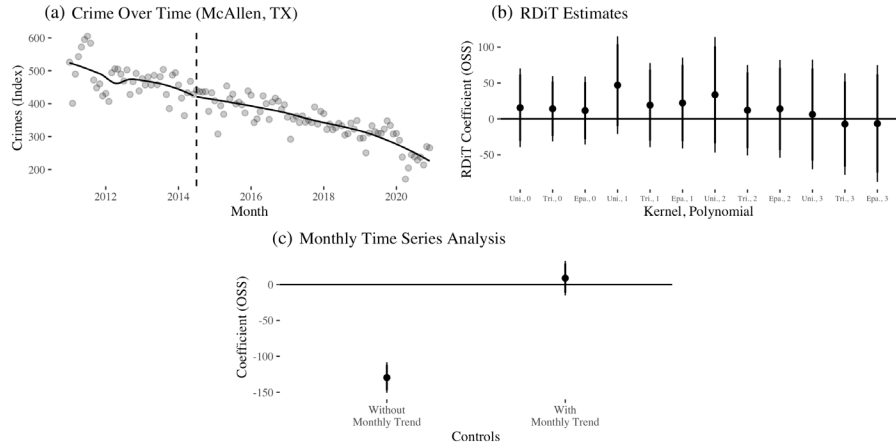 (a) Crime Over Time (McAllen, TX)
Crimes (Index)
600
500
400
300
200
2012
2014
2016
2018
2020
Month
(b) RDiT Estimates
RDiT Coefficient (OSS)
100
50
0
-50
Uni., 0
Tri., 0
Epa., 0
Uni., 1
Tri., 1
Epa., 1
Uni., 2
Tri., 2
Epa., 2
Uni., 3
Tri., 3
Epa., 3
Kernel, Polynomial
(c) Monthly Time Series Analysis
Coefficient (OSS)
0
-50
-100
-150
Without
Monthly Trend
With
Monthly Trend
Controls